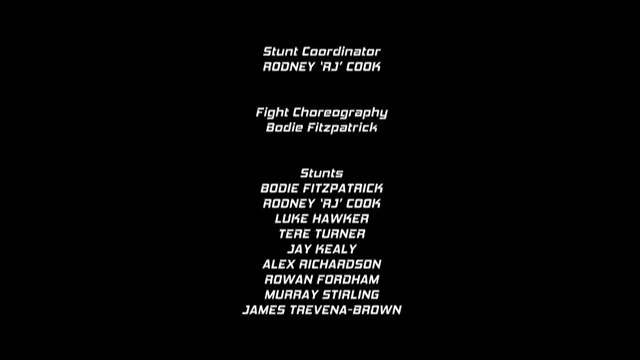 Stunt Coordinator
RODNEY 'RJ' COOK
Fight Choreography
Bodie Fitzpatrick
Stunts
BODIE FITZPATRICK
RODNEY 'RJ' COOK
LUKE HAWKER
TERE TURNER
JAY KEALY
ALEX RICHARDSON
ROWAN FORDHAM
MURRAY STIRLING
JAMES TREVENA-BROWN